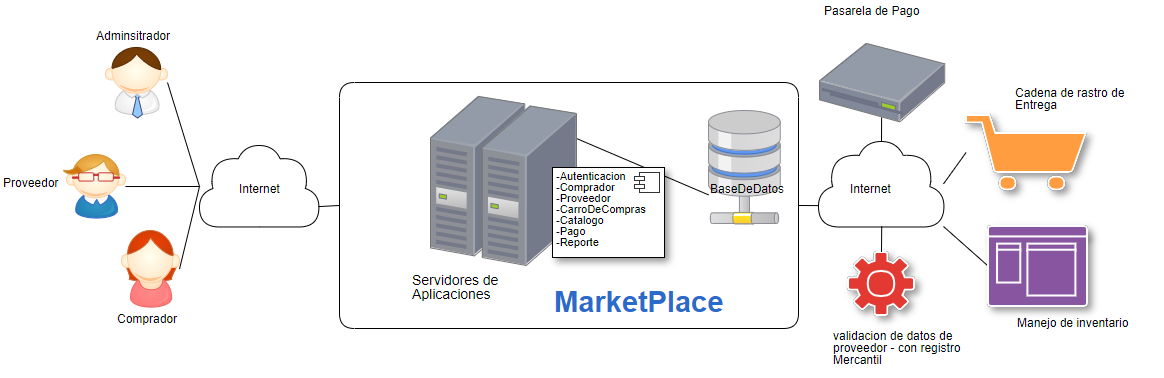 Adminsitrador
Proveedor
Comprador
Internet
-Autenticacion
-Comprador
-Proveedor
-CarroDeCompras
-Catalogo
-Pago
-Reporte
Servidores de
Aplicaciones
MarketPlace
BaseDeDatos
Internet
Pasarela de Pago
Cadena de rastro de
Entrega
Manejo de inventario
validacion de datos de
proveedor - con registro
Mercantil